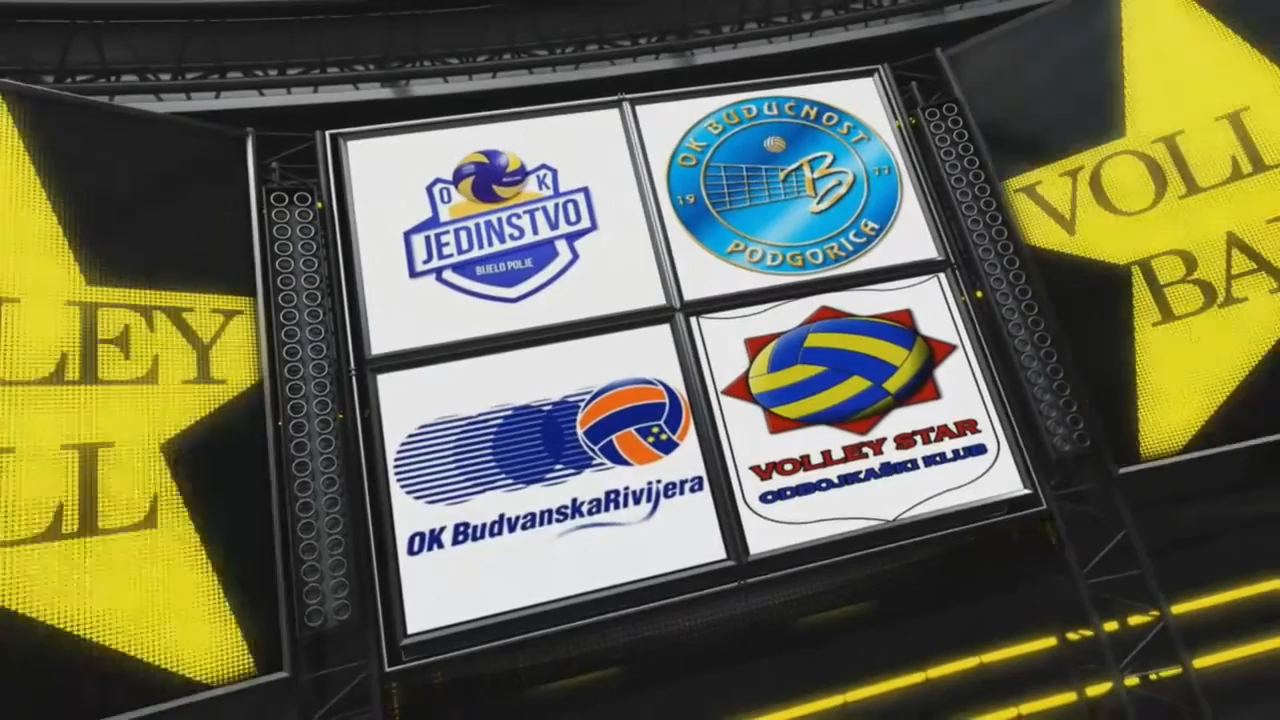 O K
JEDINSTVO
BIJELO POLJE
OK BUDUĆNOST
19 77
B
PODGORICA
OK BudvanskaRivijera
VOLLEY STAR
ODBOJKAŠKI KLUB
LEY
LL
VOLL
BA